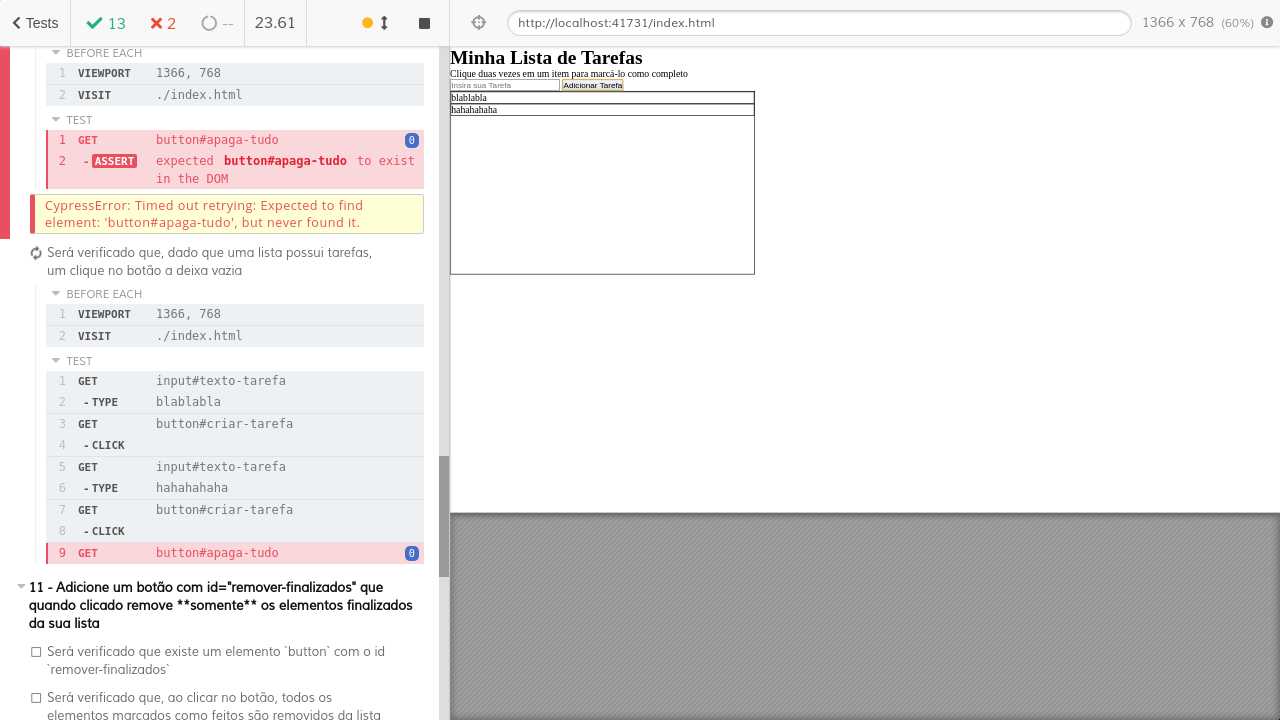 Tests
13
2
--
23.61
http://localhost:41731/index.html
1366 x 768 (60%)
BEFORE EACH
1 VIEWPORT 1366, 768
2 VISIT ./index.html
TEST
1 GET button#apaga-tudo 0
2 - ASSERT expected button#apaga-tudo to exist
in the DOM
CypressError: Timed out retrying: Expected to find
element: 'button#apaga-tudo', but never found it.
Será verificado que, dado que uma lista possui tarefas,
um clique no botão a deixa vazia
BEFORE EACH
1 VIEWPORT 1366, 768
2 VISIT ./index.html
TEST
1 GET input#texto-tarefa
2 - TYPE blablabla
3 GET button#criar-tarefa
4 - CLICK
5 GET input#texto-tarefa
6 - TYPE hahahahaha
7 GET button#criar-tarefa
8 - CLICK
9 GET button#apaga-tudo 0
11 - Adicione um botão com id="remover-finalizados" que
quando clicado remove **somente** os elementos finalizados
da sua lista
Será verificado que existe um elemento `button` com o id
`remover-finalizados`
Será verificado que, ao clicar no botão, todos os
elementos marcados como feitos são removidos da lista
Minha Lista de Tarefas
Clique duas vezes em um item para marcá-lo como completo
Insira sua Tarefa Adicionar Tarefa
blablabla
hahahahaha